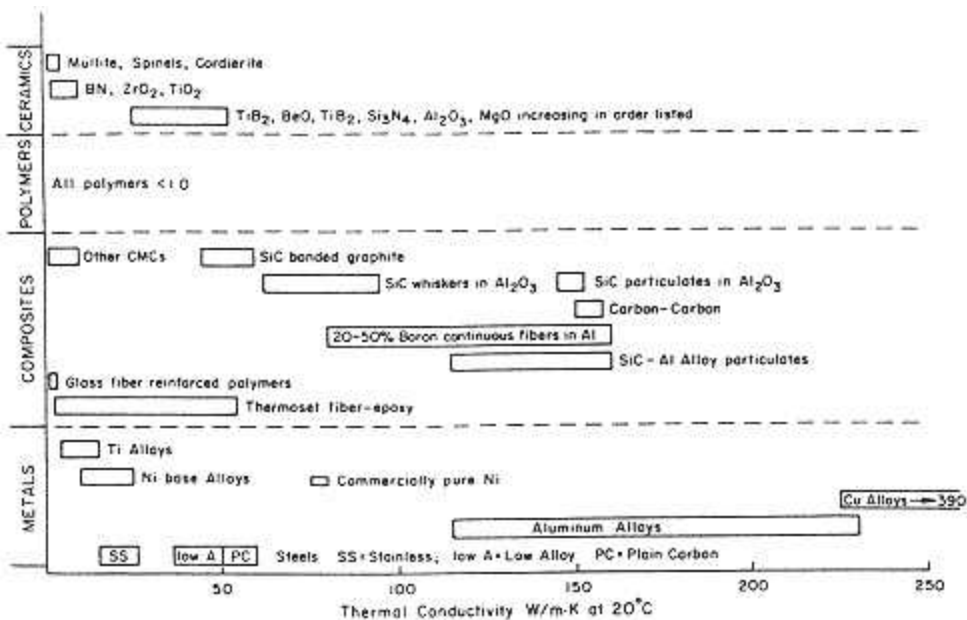 CERAMICS
Mullite, Spinels, Cordierite
BN, ZrO₂, TiO₂
TiB₂, BeO, TiB₂, Si₃N₄, Al₂O₃, MgO increasing in order listed
POLYMERS
All polymers <1.0
COMPOSITES
Other CMCs
SiC bonded graphite
SiC whiskers in Al₂O₃
SiC particulates in Al₂O₃
Carbon-Carbon
20-50% Boron continuous fibers in Al
SiC-Al Alloy particulates
Glass fiber reinforced polymers
Thermoset fiber-epoxy
METALS
Ti Alloys
Ni base Alloys
Commercially pure Ni
Cu Alloys → 390
Aluminum Alloys
SS
low A
PC
Steels SS=Stainless; low A=Low Alloy PC=Plain Carbon
50 100 150 200 250
Thermal Conductivity W/m·K at 20°C